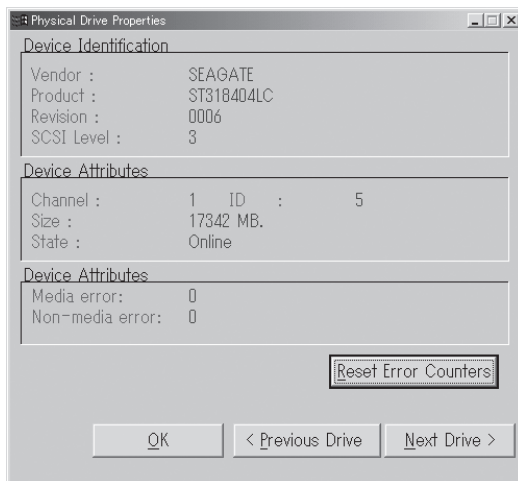 Physical Drive Properties
Device Identification
Vendor : SEAGATE
Product : ST318404LC
Revision : 0006
SCSI Level : 3
Device Attributes
Channel : 1 ID : 5
Size : 17342 MB.
State : Online
Device Attributes
Media error: 0
Non-media error: 0
Reset Error Counters
OK < Previous Drive Next Drive >